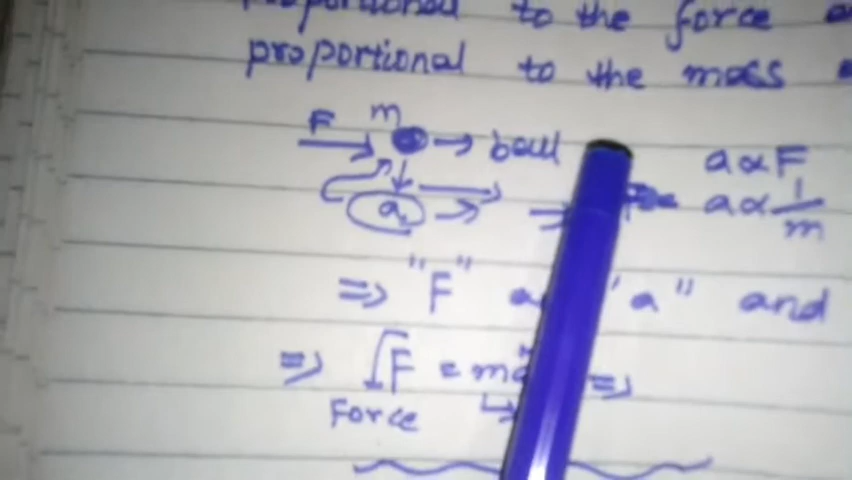 to the force
proportional to the mass
F m → ball a∝F
a → a∝1/m
⇒ "F" "a" and
⇒ F = ma ⇒
Force